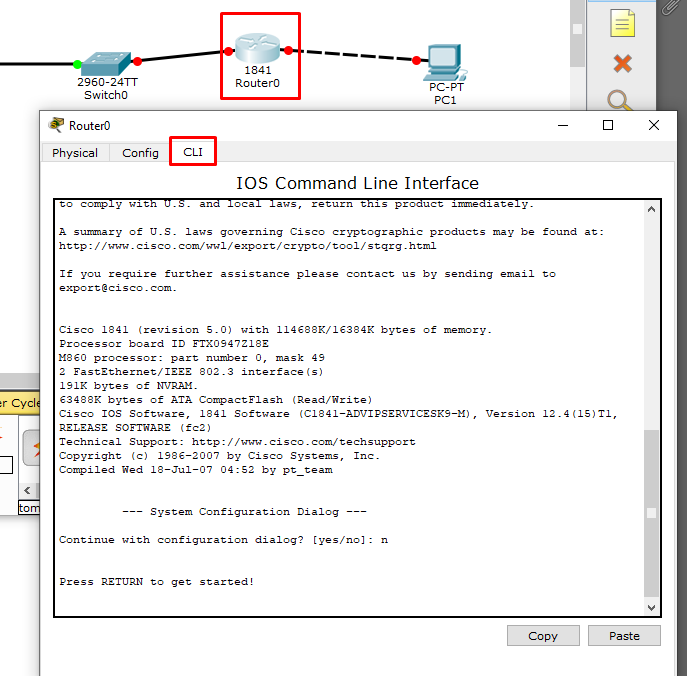 2960-24TT
Switch0
1841
Router0
PC-PT
PC1
Router0
Physical
Config
CLI
IOS Command Line Interface
to comply with U.S. and local laws, return this product immediately.
A summary of U.S. laws governing Cisco cryptographic products may be found at:
http://www.cisco.com/wwl/export/crypto/tool/stqrg.html
If you require further assistance please contact us by sending email to
export@cisco.com.
Cisco 1841 (revision 5.0) with 114688K/16384K bytes of memory.
Processor board ID FTX0947Z18E
M860 processor: part number 0, mask 49
2 FastEthernet/IEEE 802.3 interface(s)
191K bytes of NVRAM.
63488K bytes of ATA CompactFlash (Read/Write)
Cisco IOS Software, 1841 Software (C1841-ADVIPSERVICESK9-M), Version 12.4(15)T1,
RELEASE SOFTWARE (fc2)
Technical Support: http://www.cisco.com/techsupport
Copyright (c) 1986-2007 by Cisco Systems, Inc.
Compiled Wed 18-Jul-07 04:52 by pt_team
--- System Configuration Dialog ---
Continue with configuration dialog? [yes/no]: n
Press RETURN to get started!
Copy
Paste
er Cycle
tom